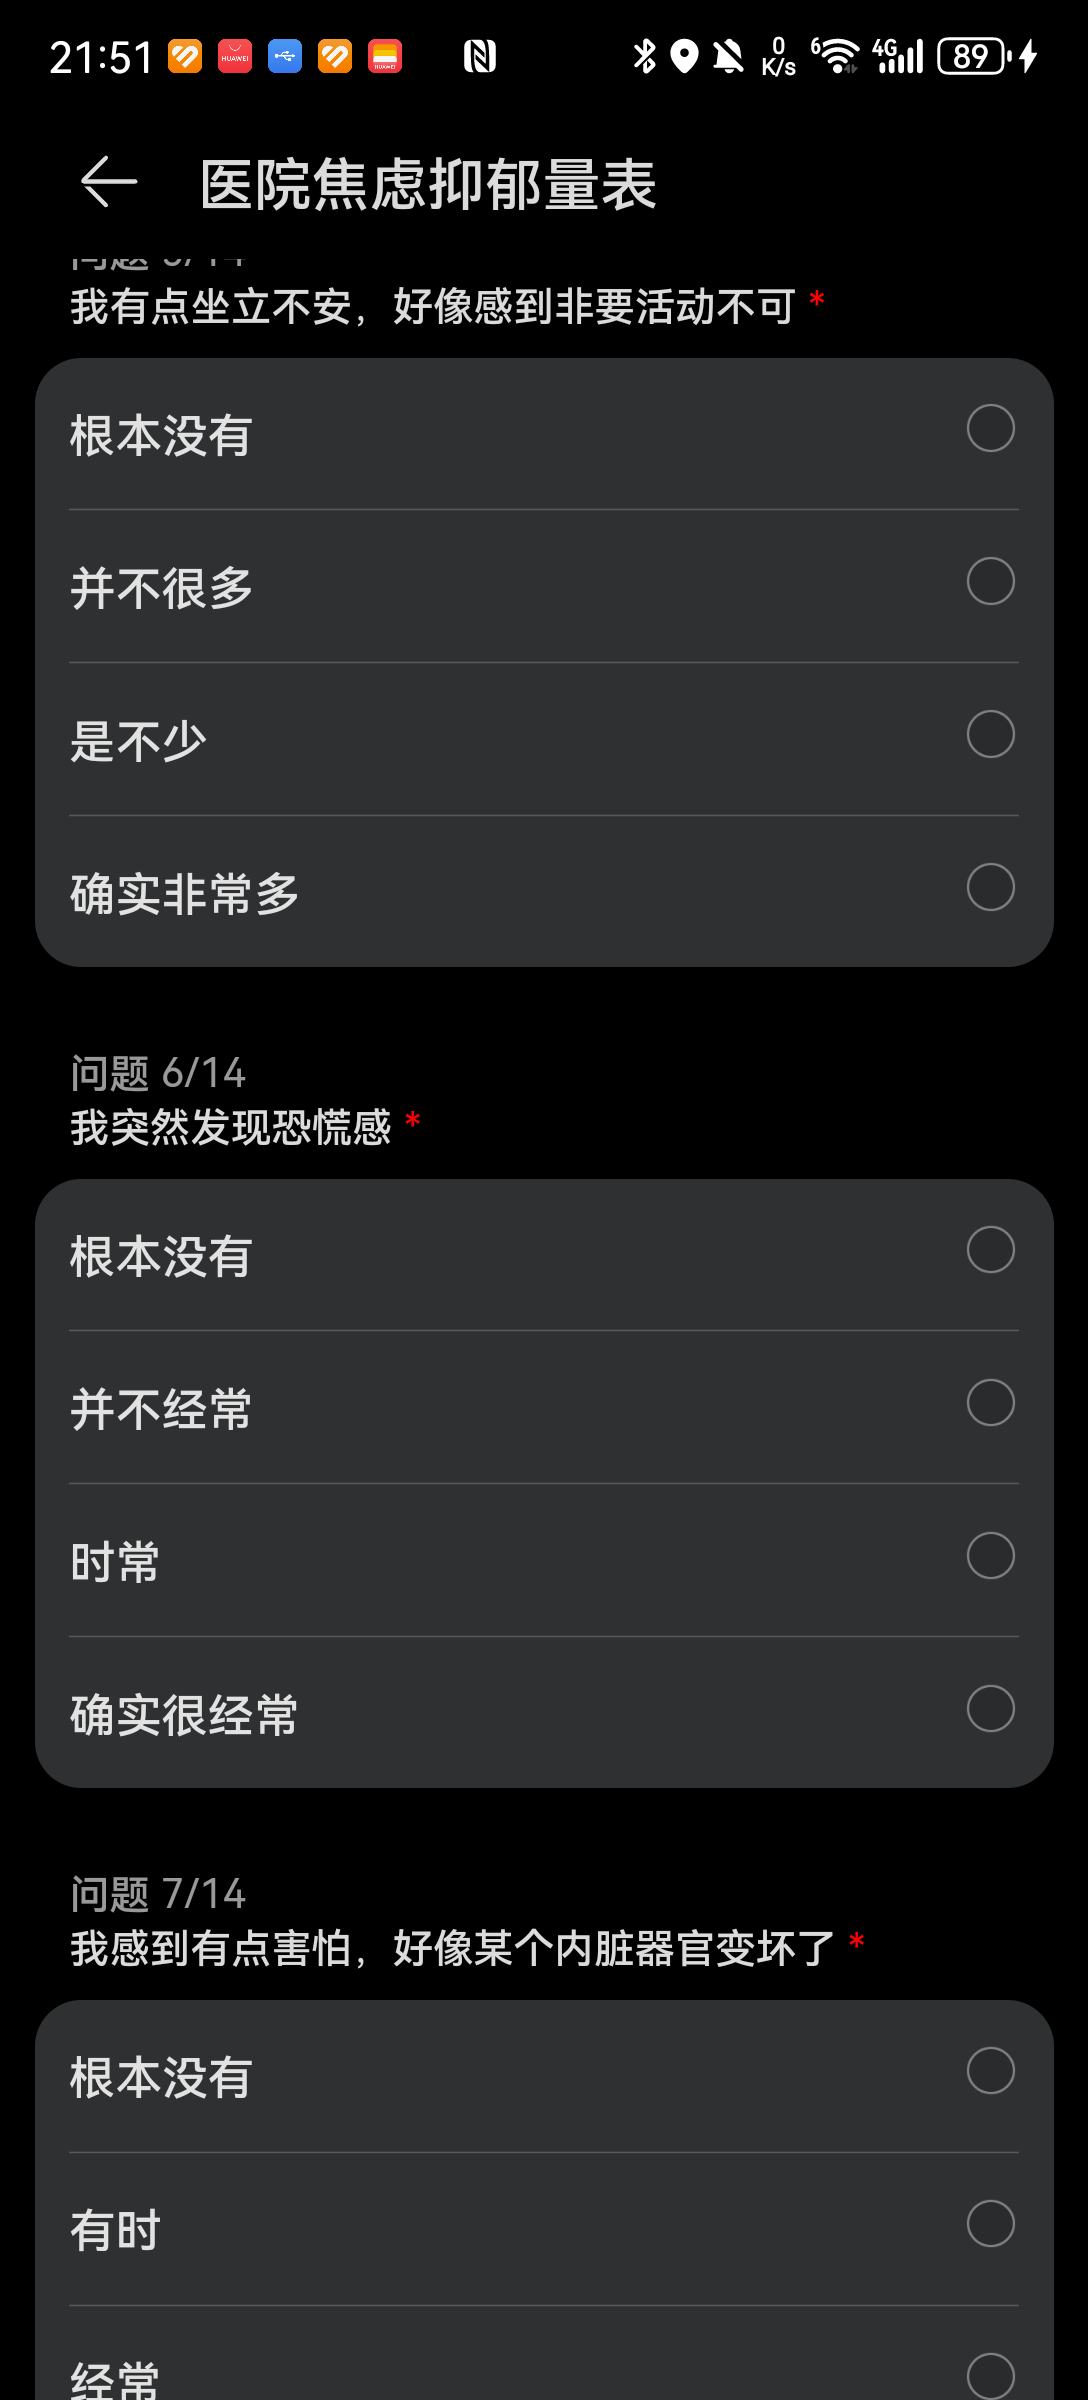 21:51
HUAWEI
HUAWEI
0
K/s
6
4G
89
医院焦虑抑郁量表
我有点坐立不安，好像感到非要活动不可 *
根本没有
并不很多
是不少
确实非常多
问题 6/14
我突然发现恐慌感 *
根本没有
并不经常
时常
确实很经常
问题 7/14
我感到有点害怕，好像某个内脏器官变坏了 *
根本没有
有时
经常